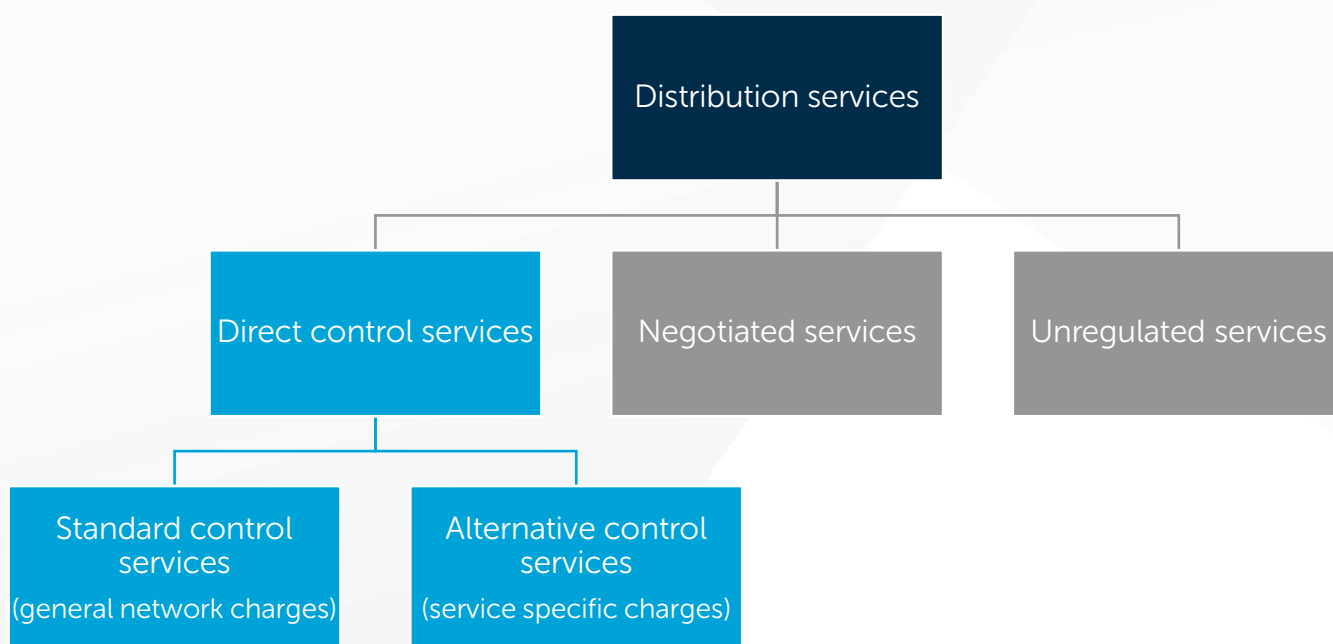 Distribution services
Direct control services
Negotiated services
Unregulated services
Standard control
services
(general network charges)
Alternative control
services
(service specific charges)